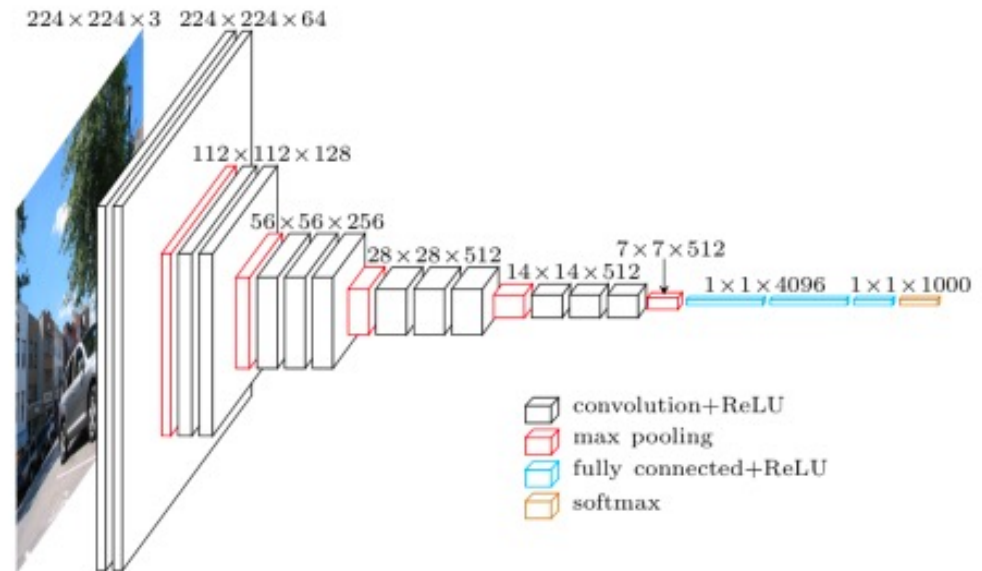 224×224×3
224×224×64
112×112×128
56×56×256
28×28×512
14×14×512
7×7×512
1×1×4096
1×1×1000
convolution+ReLU
max pooling
fully connected+ReLU
softmax